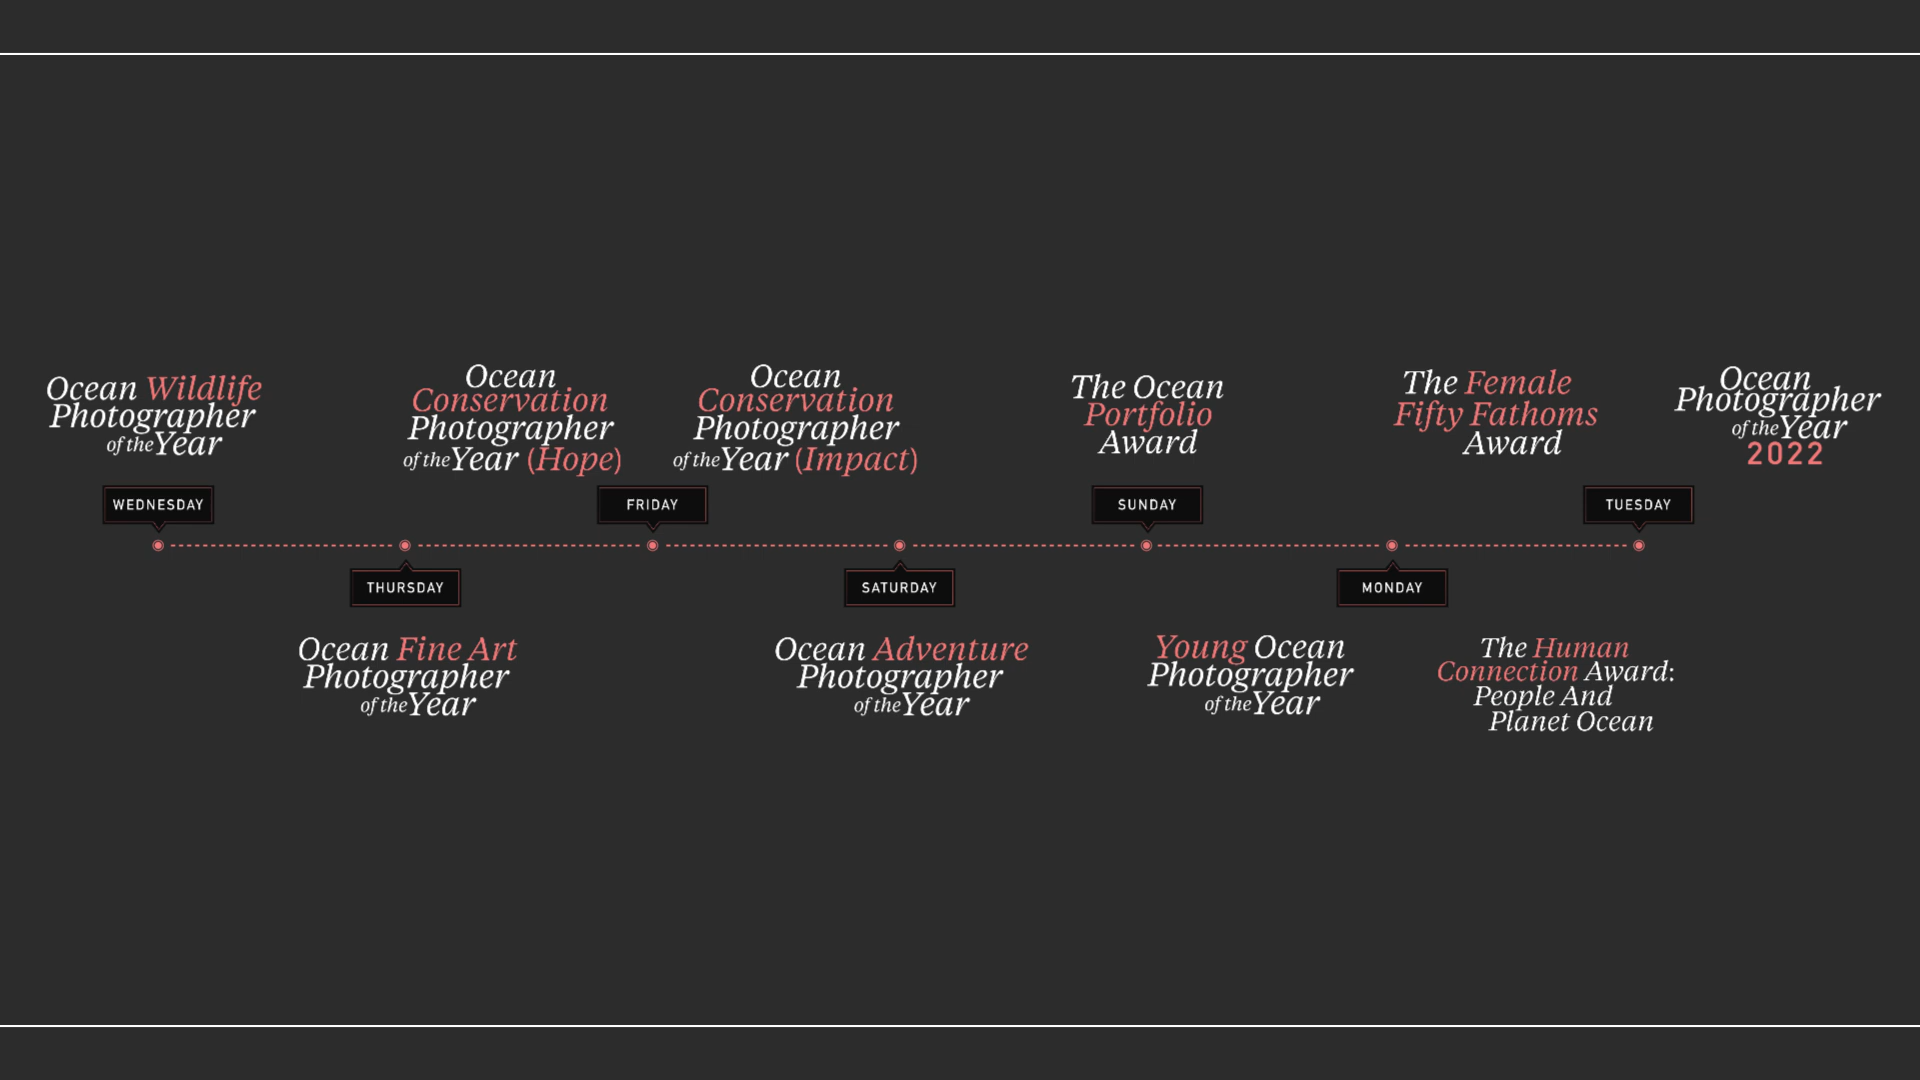 Ocean Wildlife
Photographer
of the Year
Ocean
Conservation
Photographer
of the Year (Hope)
Ocean
Conservation
Photographer
of the Year (Impact)
The Ocean
Portfolio
Award
The Female
Fifty Fathoms
Award
Ocean
Photographer
of the Year
2022
WEDNESDAY
FRIDAY
SUNDAY
TUESDAY
THURSDAY
SATURDAY
MONDAY
Ocean Fine Art
Photographer
of the Year
Ocean Adventure
Photographer
of the Year
Young Ocean
Photographer
of the Year
The Human
Connection Award:
People And
Planet Ocean